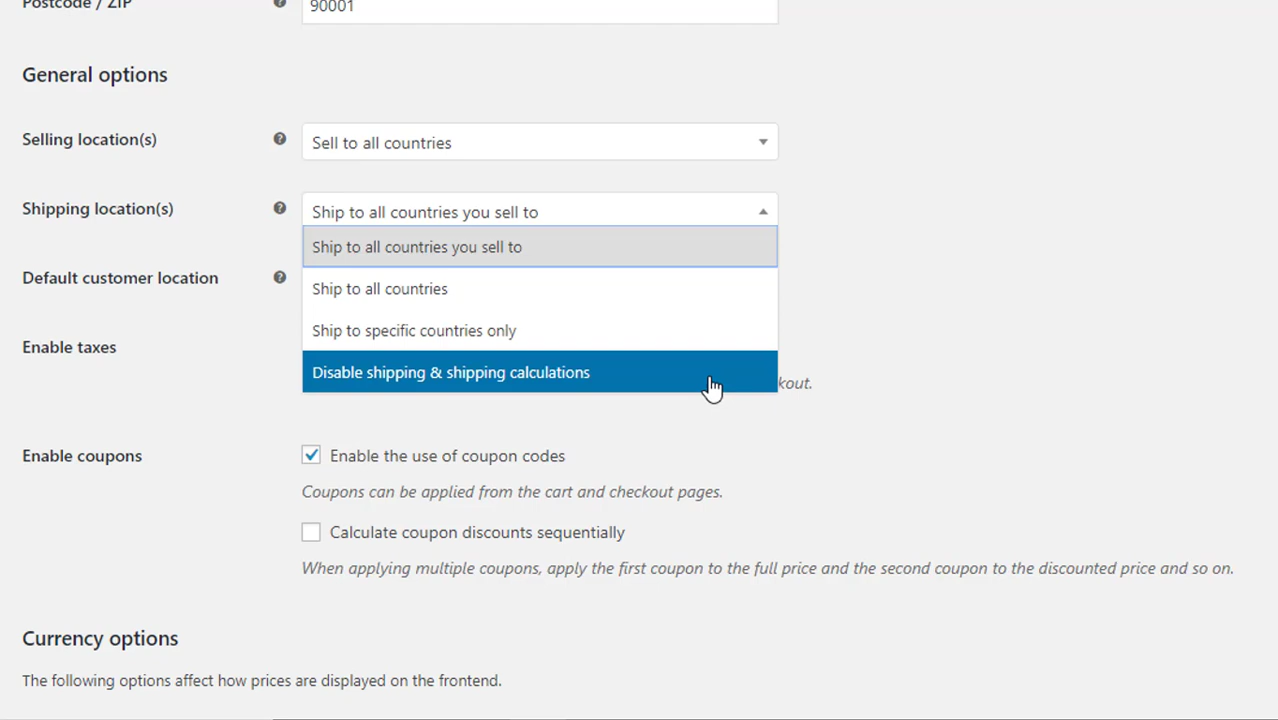 Postcode / ZIP
90001
General options
Selling location(s)
Sell to all countries
Shipping location(s)
Ship to all countries you sell to
Ship to all countries you sell to
Default customer location
Ship to all countries
Ship to specific countries only
Enable taxes
Disable shipping & shipping calculations
kout.
Enable coupons
Enable the use of coupon codes
Coupons can be applied from the cart and checkout pages.
Calculate coupon discounts sequentially
When applying multiple coupons, apply the first coupon to the full price and the second coupon to the discounted price and so on.
Currency options
The following options affect how prices are displayed on the frontend.